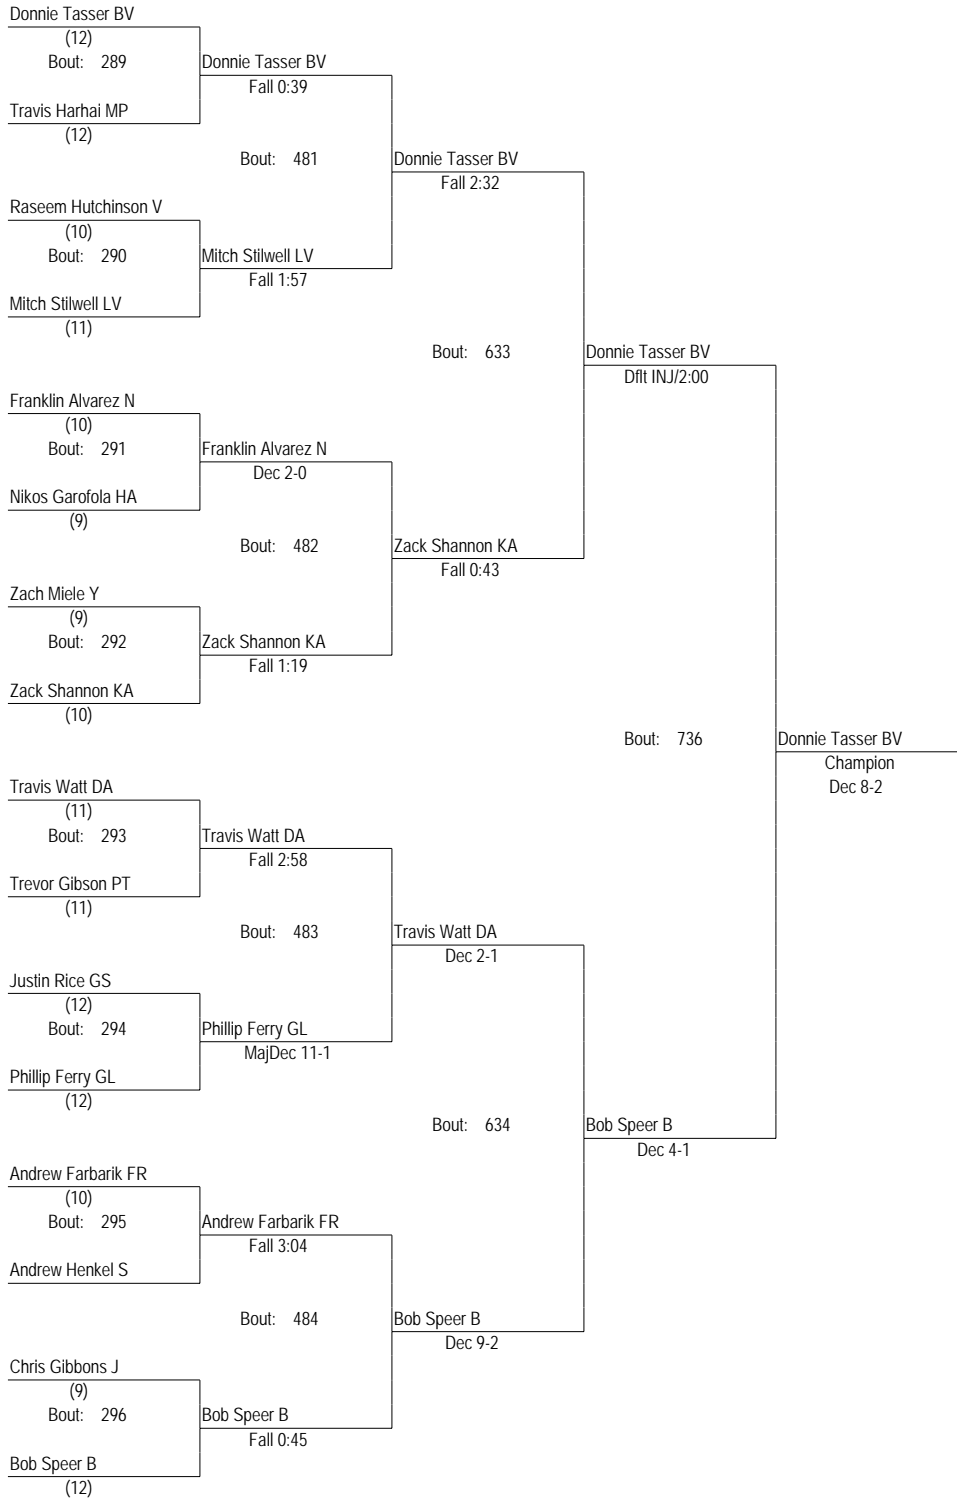 Donnie Tasser BV
(12)
Bout: 289
Donnie Tasser BV
Fall 0:39
Travis Harhai MP
(12)
Bout: 481
Donnie Tasser BV
Fall 2:32
Raseem Hutchinson V
(10)
Bout: 290
Mitch Stilwell LV
Fall 1:57
Mitch Stilwell LV
(11)
Bout: 633
Donnie Tasser BV
Dflt INJ/2:00
Franklin Alvarez N
(10)
Bout: 291
Franklin Alvarez N
Dec 2-0
Nikos Garofola HA
(9)
Bout: 482
Zack Shannon KA
Fall 0:43
Zach Miele Y
(9)
Bout: 292
Zack Shannon KA
Fall 1:19
Zack Shannon KA
(10)
Bout: 736
Donnie Tasser BV
Champion
Dec 8-2
Travis Watt DA
(11)
Bout: 293
Travis Watt DA
Fall 2:58
Trevor Gibson PT
(11)
Bout: 483
Travis Watt DA
Dec 2-1
Justin Rice GS
(12)
Bout: 294
Phillip Ferry GL
MajDec 11-1
Phillip Ferry GL
(12)
Bout: 634
Bob Speer B
Dec 4-1
Andrew Farbarik FR
(10)
Bout: 295
Andrew Farbarik FR
Fall 3:04
Andrew Henkel S
Bout: 484
Bob Speer B
Dec 9-2
Chris Gibbons J
(9)
Bout: 296
Bob Speer B
Fall 0:45
Bob Speer B
(12)